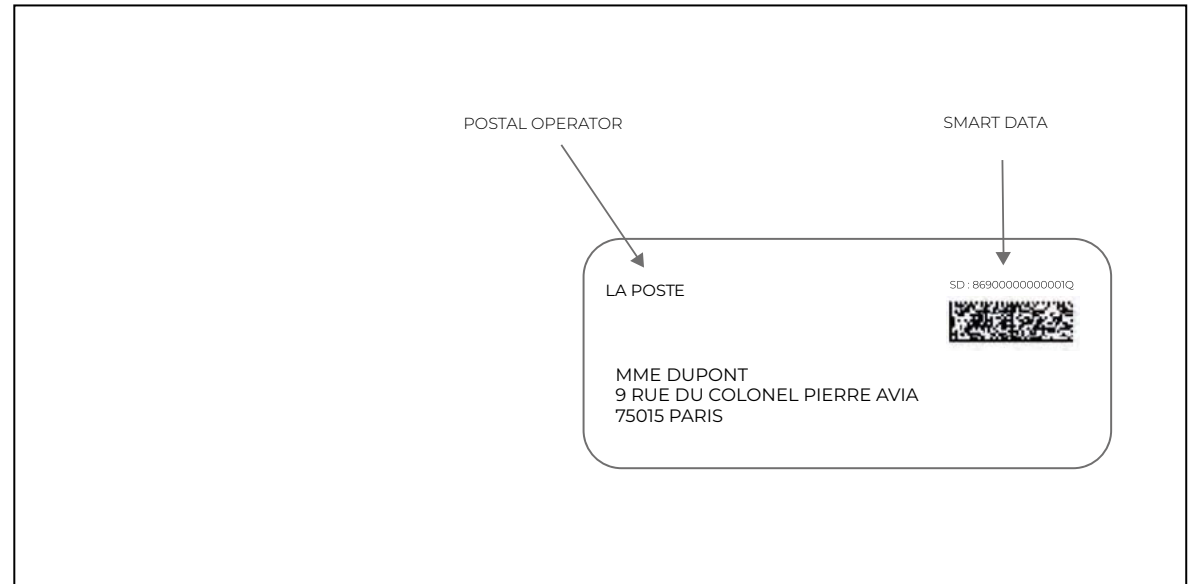 POSTAL OPERATOR
SMART DATA
LA POSTE
SD : 86900000000001Q
MME DUPONT
9 RUE DU COLONEL PIERRE AVIA
75015 PARIS